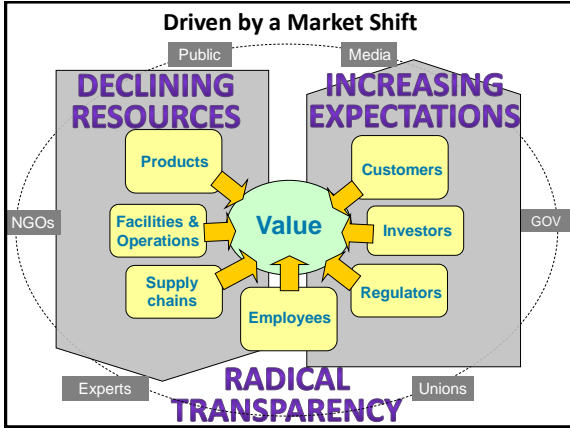 Driven by a Market Shift
Public
Media
DECLINING
RESOURCES
INCREASING
EXPECTATIONS
Products
Customers
NGOs
Facilities &
Operations
Value
Investors
GOV
Supply
chains
Employees
Regulators
Experts
RADICAL
TRANSPARENCY
Unions